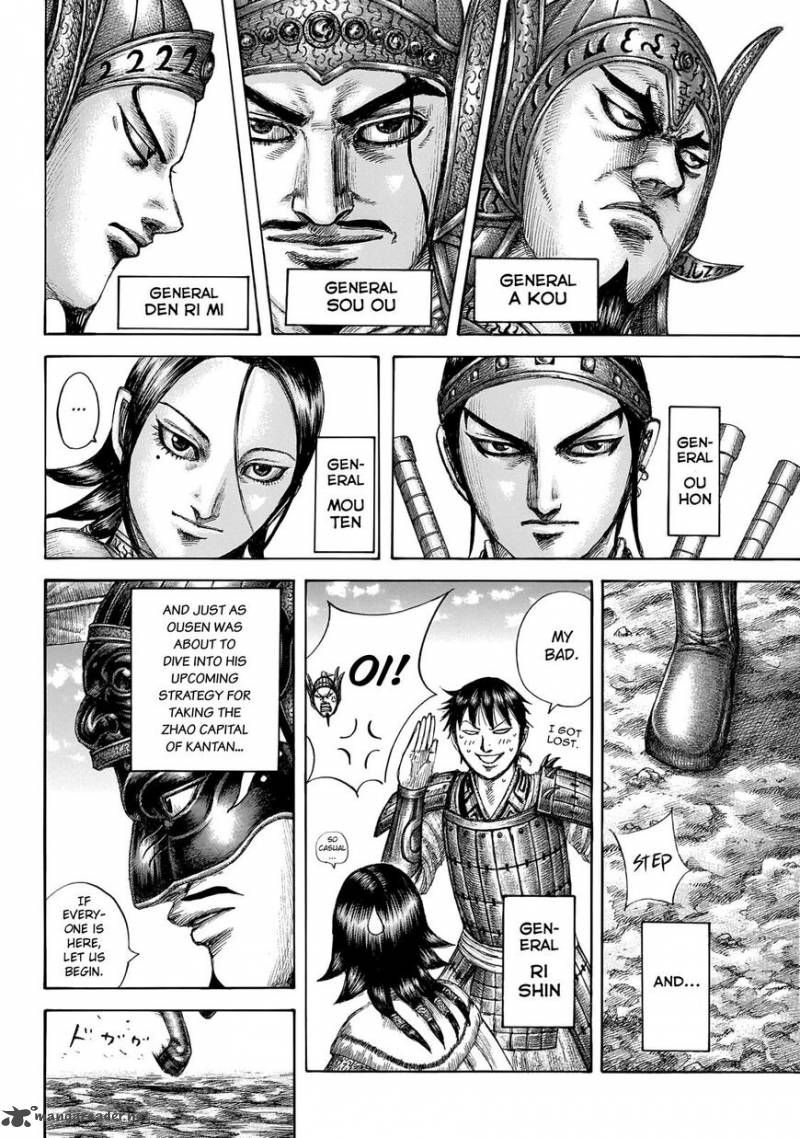 GENERAL
A KOU
GENERAL
SOU OU
GENERAL
DEN RI MI
GEN-
ERAL
OU
HON
GEN-
ERAL
MOU
TEN
...
STEP
AND...
MY
BAD.
I GOT
LOST.
OI!
SO
CASUAL
...
GEN-
ERAL
RI
SHIN
AND JUST AS
OUSEN WAS
ABOUT TO
DIVE INTO HIS
UPCOMING
STRATEGY FOR
TAKING THE
ZHAO CAPITAL
OF KANTAN...
IF
EVERY-
ONE IS
HERE,
LET US
BEGIN.
ドガガ